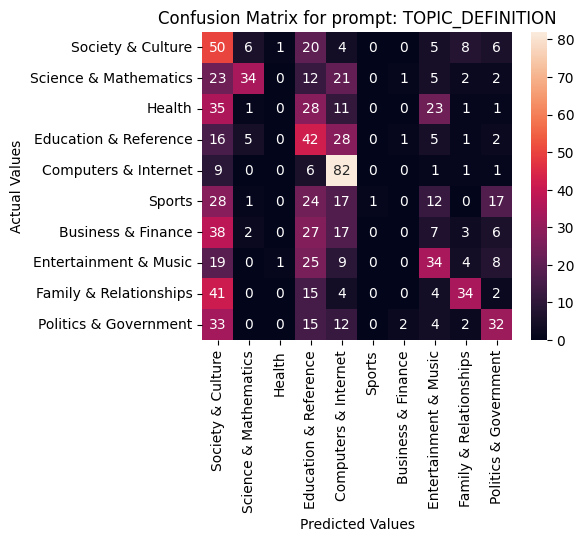 Confusion Matrix for prompt: TOPIC_DEFINITION
Society & Culture 50 6 1 20 4 0 0 5 8 6
Science & Mathematics 23 34 0 12 21 0 1 5 2 2
Health 35 1 0 28 11 0 0 23 1 1
Education & Reference 16 5 0 42 28 0 1 5 1 2
Computers & Internet 9 0 0 6 82 0 0 1 1 1
Sports 28 1 0 24 17 1 0 12 0 17
Business & Finance 38 2 0 27 17 0 0 7 3 6
Entertainment & Music 19 0 1 25 9 0 0 34 4 8
Family & Relationships 41 0 0 15 4 0 0 4 34 2
Politics & Government 33 0 0 15 12 0 2 4 2 32
Actual Values
Society & Culture
Science & Mathematics
Health
Education & Reference
Computers & Internet
Sports
Business & Finance
Entertainment & Music
Family & Relationships
Politics & Government
Predicted Values
80
70
60
50
40
30
20
10
0